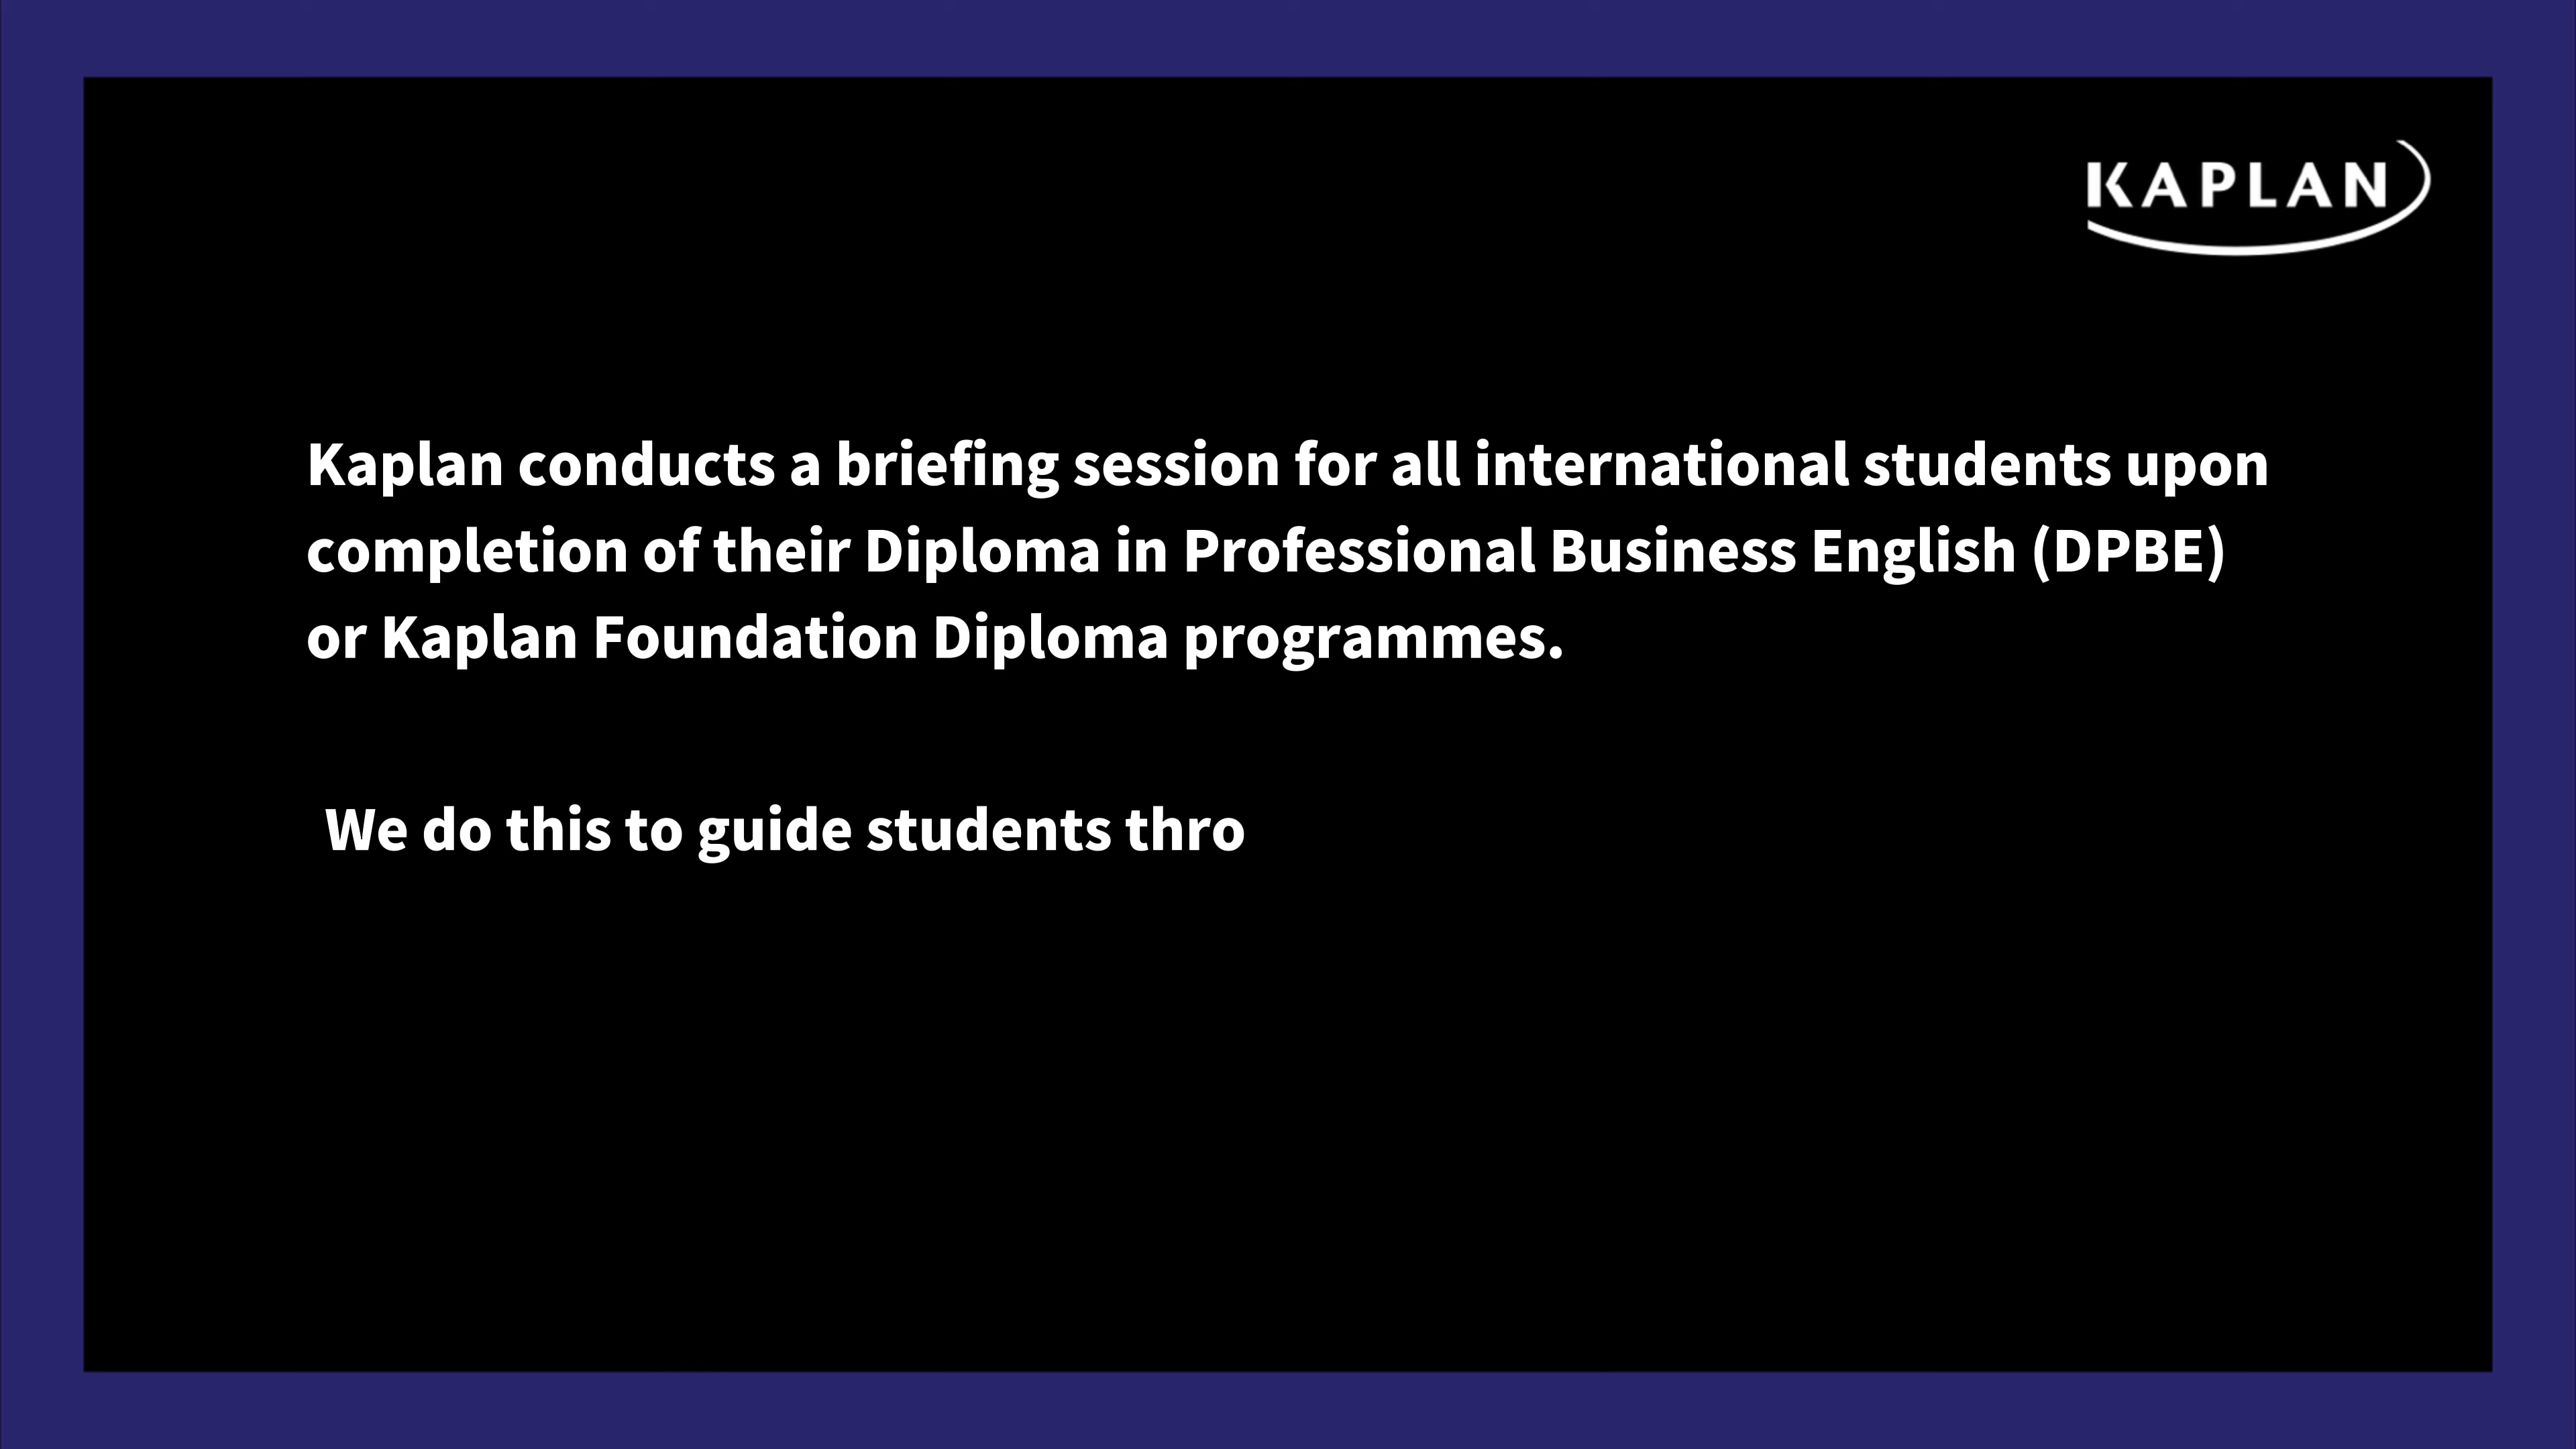 KAPLAN
Kaplan conducts a briefing session for all international students upon
completion of their Diploma in Professional Business English (DPBE)
or Kaplan Foundation Diploma programmes.
We do this to guide students thro